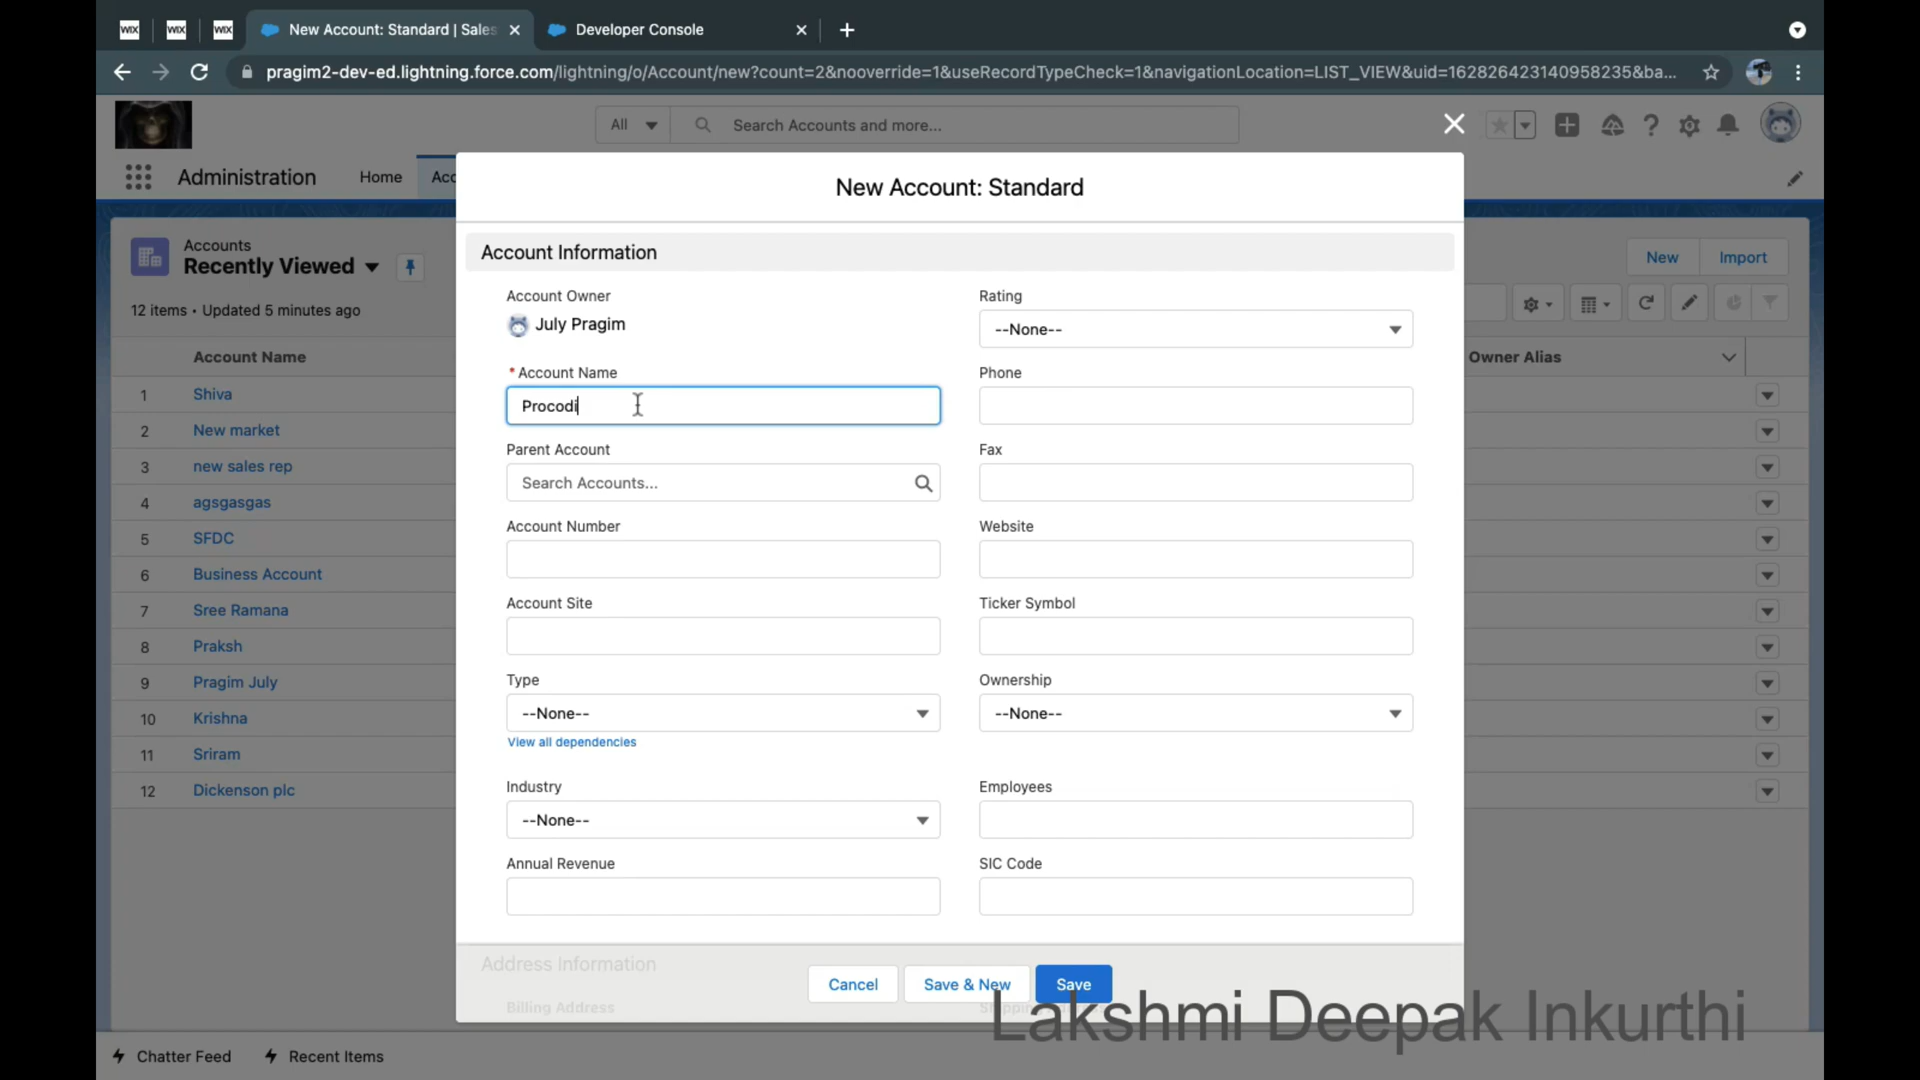 WIX WIX WIX New Account: Standard | Sales Developer Console
pragim2-dev-ed.lightning.force.com/lightning/o/Account/new?count=2&nooverride=1&useRecordTypeCheck=1&navigationLocation=LIST_VIEW&uid=162826423140958235&ba...
All Search Accounts and more...
Administration Home Acc
New Account: Standard
Accounts
Recently Viewed
New Import
12 items • Updated 5 minutes ago
Account Name
Owner Alias
1 Shiva
2 New market
3 new sales rep
4 agsgasgas
5 SFDC
6 Business Account
7 Sree Ramana
8 Praksh
9 Pragim July
10 Krishna
11 Sriram
12 Dickenson plc
Account Information
Account Owner
July Pragim
Rating
--None--
* Account Name
Procodi
Phone
Parent Account
Search Accounts...
Fax
Account Number
Website
Account Site
Ticker Symbol
Type
--None--
View all dependencies
Ownership
--None--
Industry
--None--
Employees
Annual Revenue
SIC Code
Address Information
Billing Address
Cancel Save & New Save
Lakshmi Deepak Inkurthi
Chatter Feed Recent Items